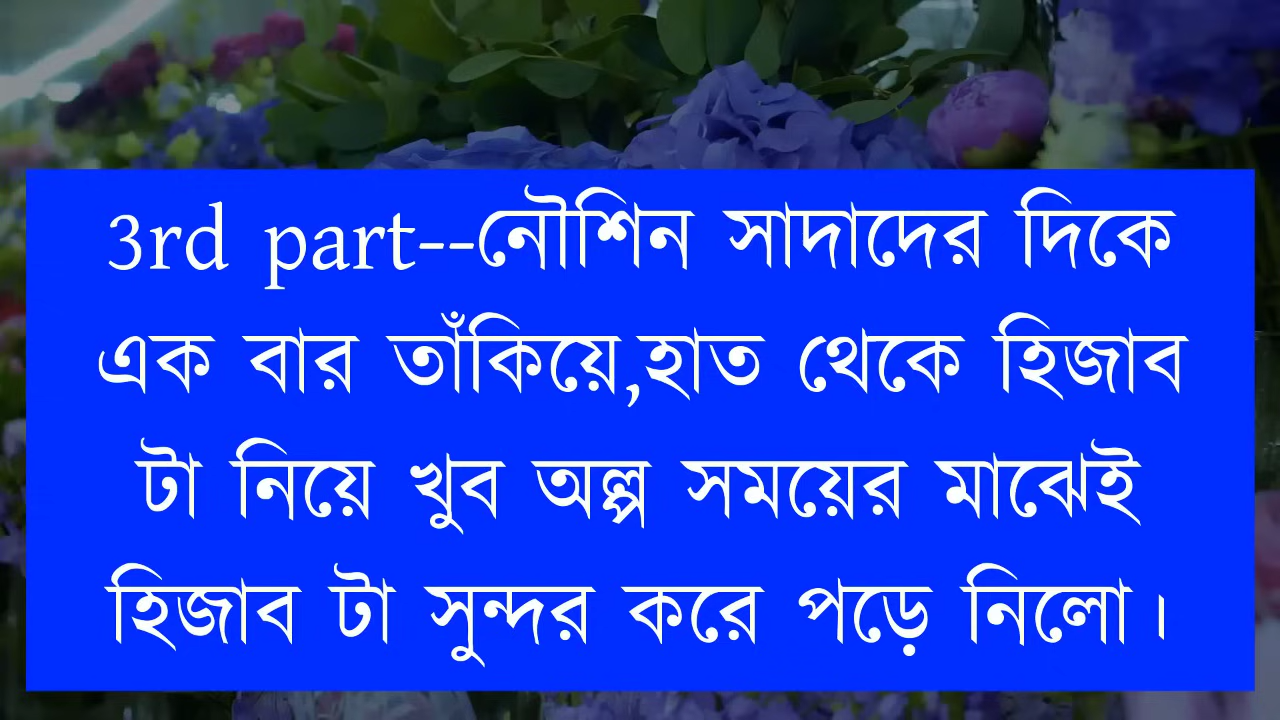 3rd part--নৌশিন সাদাদের দিকে
এক বার তাঁকিয়ে,হাত থেকে হিজাব
টা নিয়ে খুব অল্প সময়ের মাঝেই
হিজাব টা সুন্দর করে পড়ে নিলো।